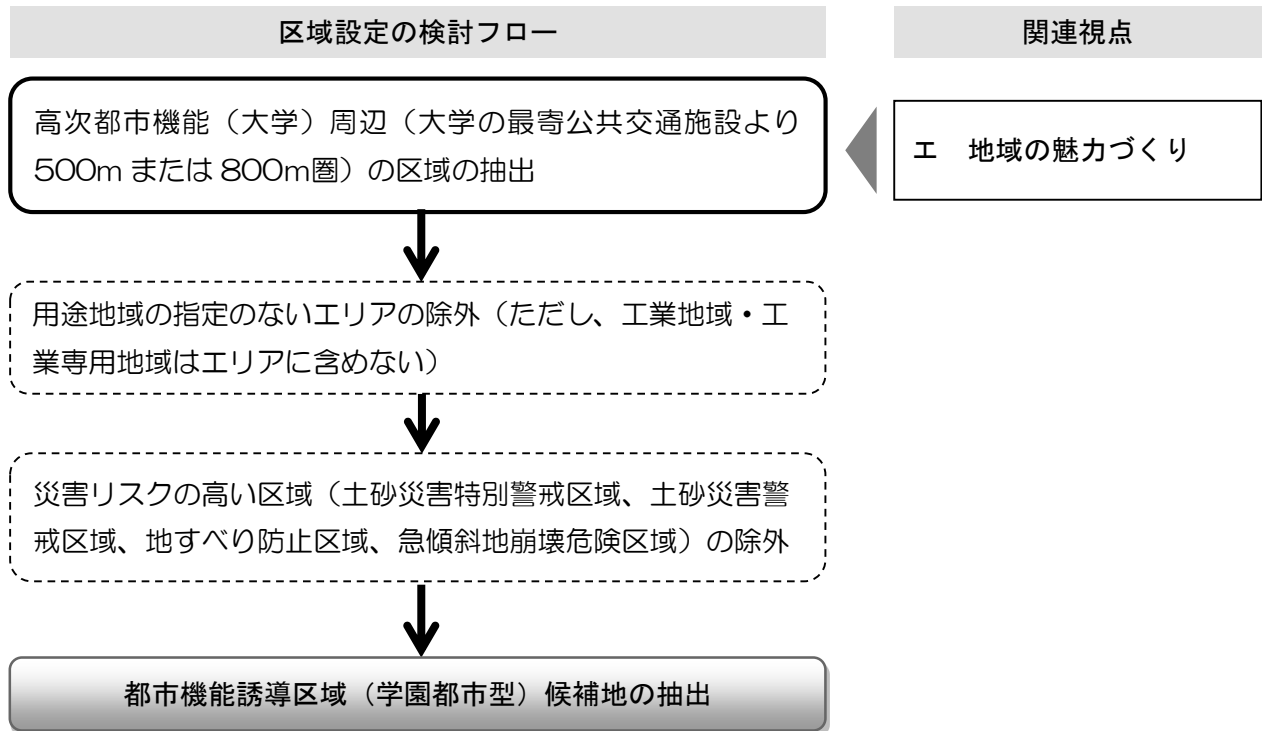 区域設定の検討フロー
関連視点
高次都市機能（大学）周辺（大学の最寄公共交通施設より
500m または 800m圏）の区域の抽出
エ　地域の魅力づくり
用途地域の指定のないエリアの除外（ただし、工業地域・工
業専用地域はエリアに含めない）
災害リスクの高い区域（土砂災害特別警戒区域、土砂災害警
戒区域、地すべり防止区域、急傾斜地崩壊危険区域）の除外
都市機能誘導区域（学園都市型）候補地の抽出